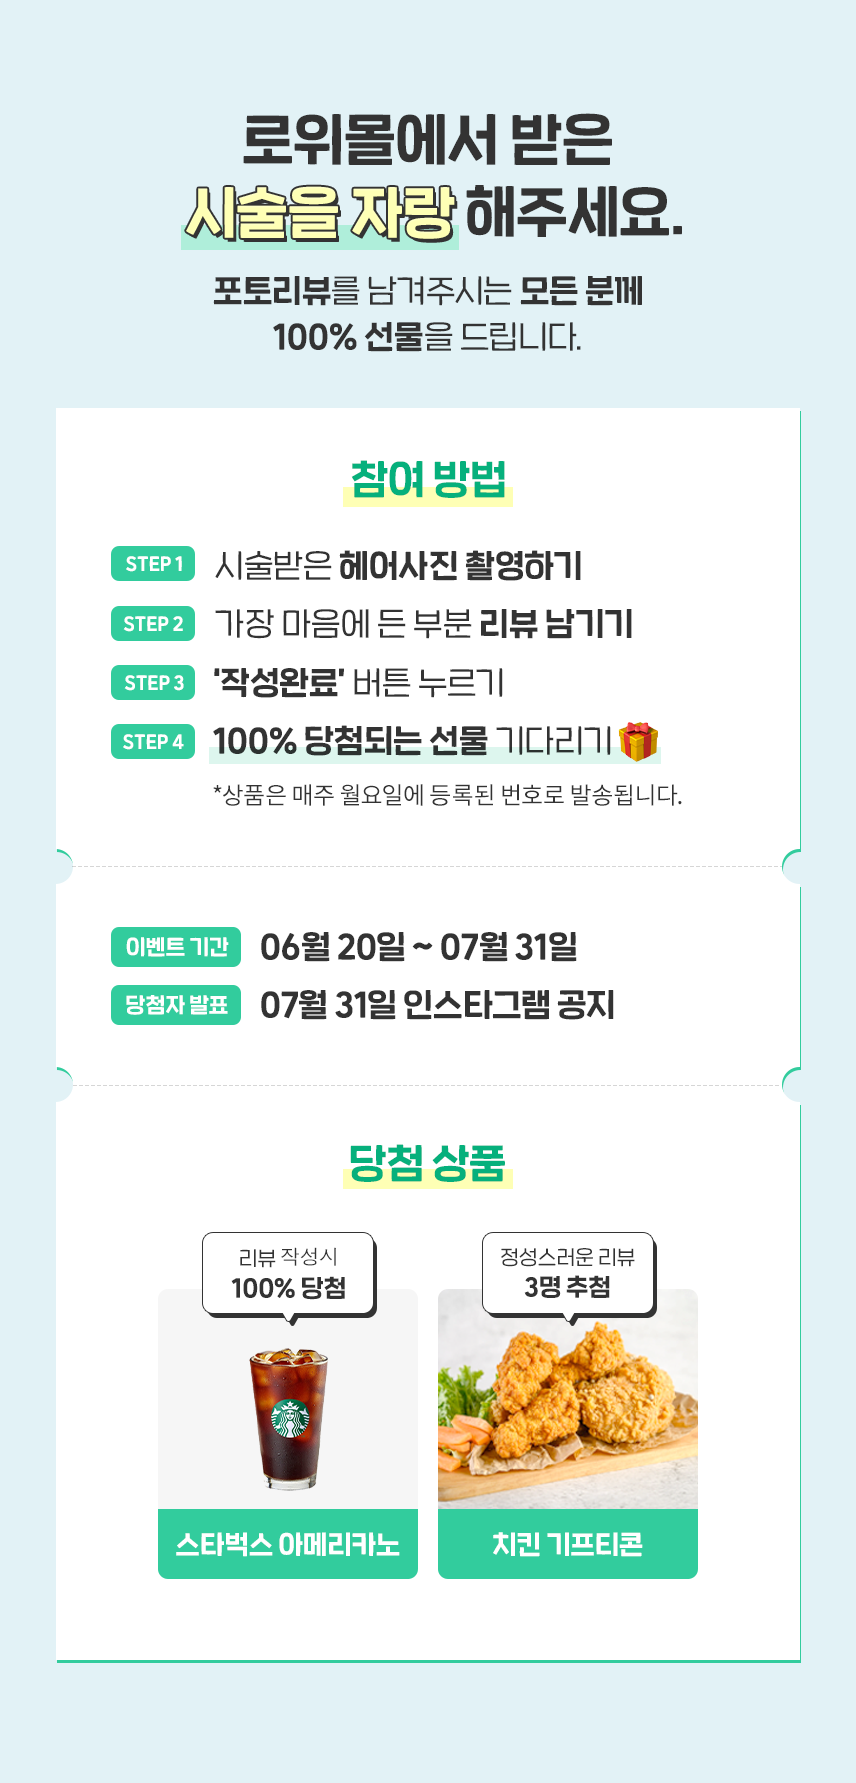 로위몰에서 받은
시술을 자랑 해주세요.
포토리뷰를 남겨주시는 모든 분께
100% 선물을 드립니다.
참여 방법
STEP 1 시술받은 헤어사진 촬영하기
STEP 2 가장 마음에 든 부분 리뷰 남기기
STEP 3 '작성완료' 버튼 누르기
STEP 4 100% 당첨되는 선물 기다리기
*상품은 매주 월요일에 등록된 번호로 발송됩니다.
이벤트 기간 06월 20일 ~ 07월 31일
당첨자 발표 07월 31일 인스타그램 공지
당첨 상품
리뷰 작성시
100% 당첨
스타벅스 아메리카노
정성스러운 리뷰
3명 추첨
치킨 기프티콘